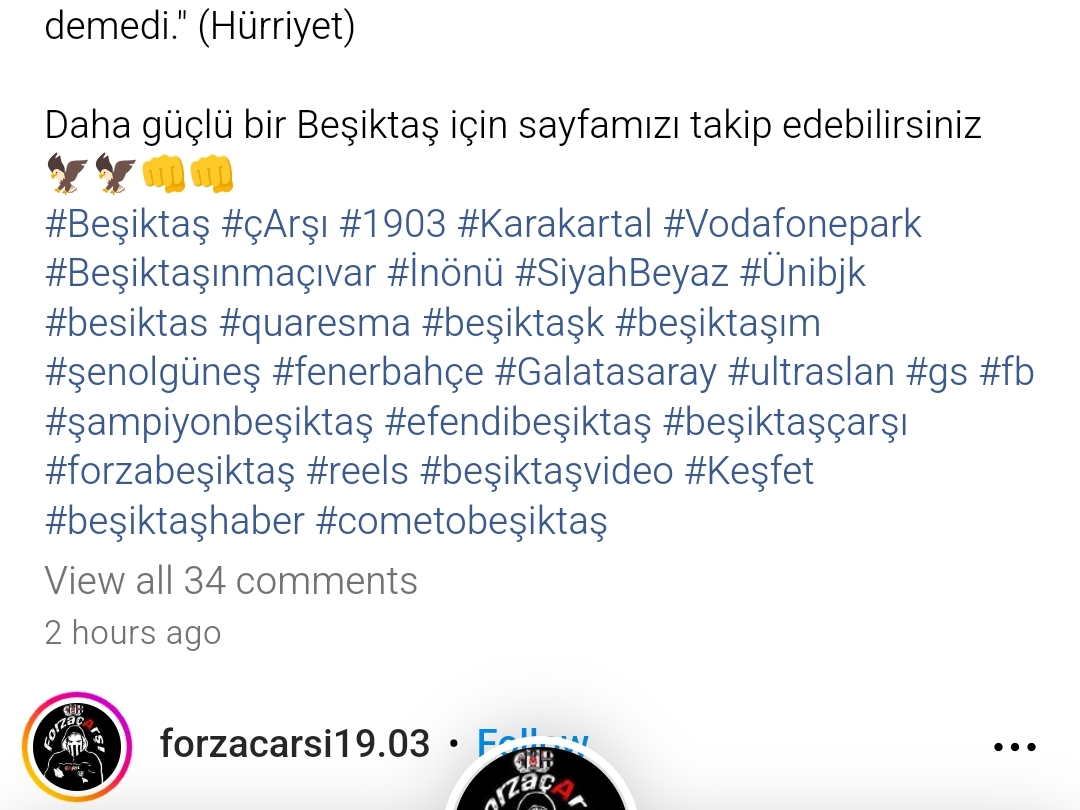 demedi." (Hürriyet)
Daha güçlü bir Beşiktaş için sayfamızı takip edebilirsiniz
🦅🦅👊👊
#Beşiktaş #çArşı #1903 #Karakartal #Vodafonepark
#Beşiktaşınmaçıvar #İnönü #SiyahBeyaz #Ünibjk
#besiktas #quaresma #beşiktaşk #beşiktaşım
#şenolgüneş #fenerbahçe #Galatasaray #ultraslan #gs #fb
#şampiyonbeşiktaş #efendibeşiktaş #beşiktaşçarşı
#forzabeşiktaş #reels #beşiktaşvideo #Keşfet
#beşiktaşhaber #cometobeşiktaş
View all 34 comments
2 hours ago
ForzaçArşı
forzacarsi19.03 • Follow